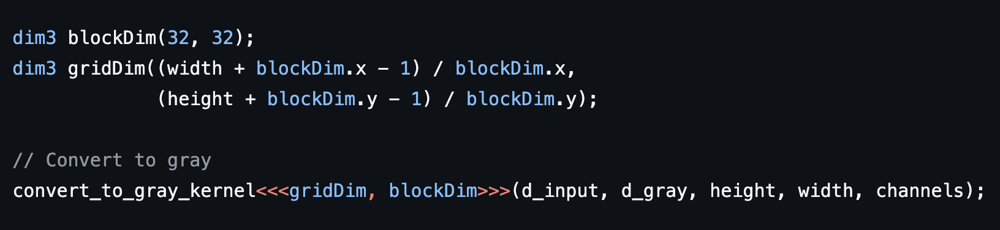 dim3 blockDim(32, 32);
dim3 gridDim((width + blockDim.x - 1) / blockDim.x,
             (height + blockDim.y - 1) / blockDim.y);

// Convert to gray
convert_to_gray_kernel<<<gridDim, blockDim>>>(d_input, d_gray, height, width, channels);